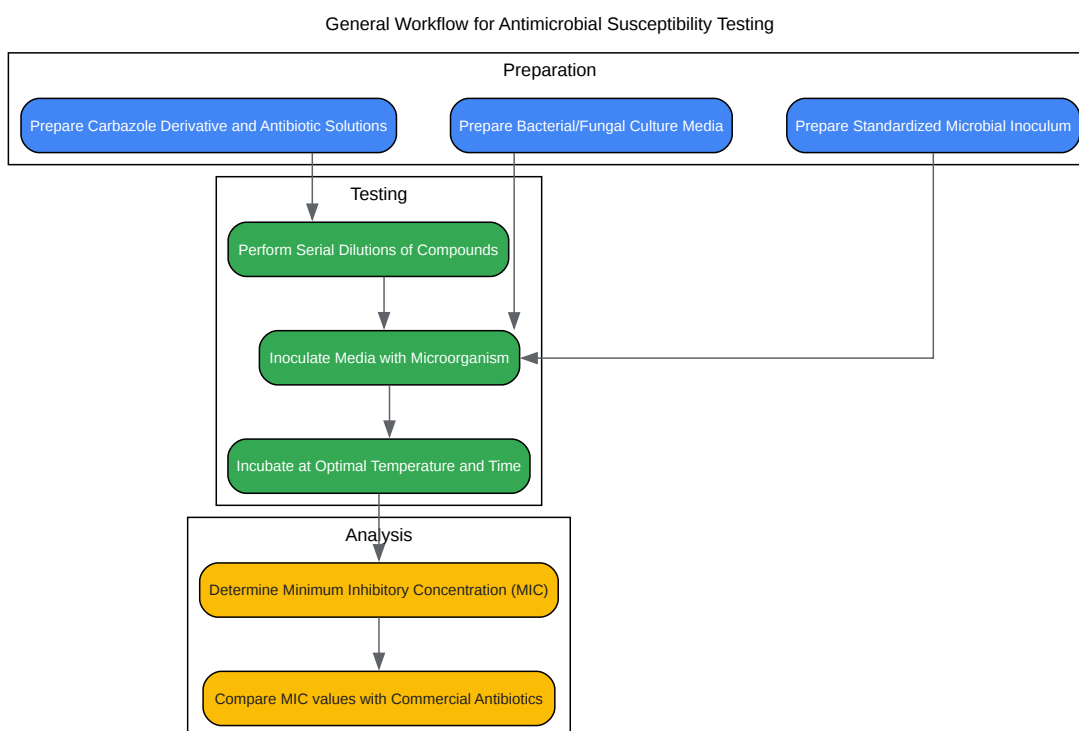 General Workflow for Antimicrobial Susceptibility Testing
Preparation
Prepare Carbazole Derivative and Antibiotic Solutions
Prepare Bacterial/Fungal Culture Media
Prepare Standardized Microbial Inoculum
Testing
Perform Serial Dilutions of Compounds
Inoculate Media with Microorganism
Incubate at Optimal Temperature and Time
Analysis
Determine Minimum Inhibitory Concentration (MIC)
Compare MIC values with Commercial Antibiotics